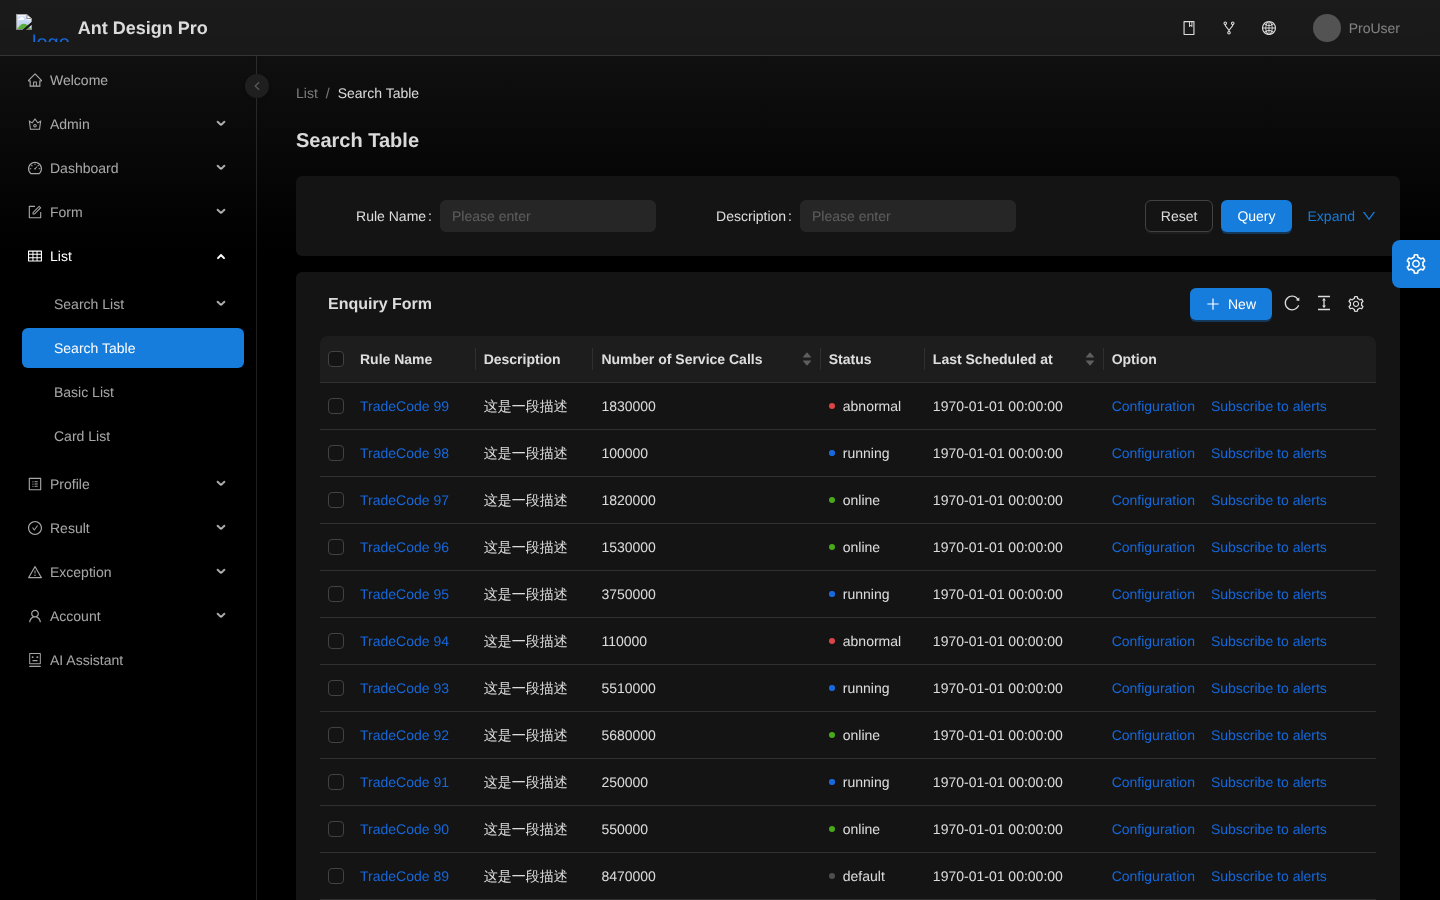 Ant Design Pro
ProUser
Welcome
Admin
Dashboard
Form
List
Search List
Search Table
Basic List
Card List
Profile
Result
Exception
Account
AI Assistant
List / Search Table
Search Table
Rule Name: Please enter
Description: Please enter
Reset
Query
Expand
Enquiry Form
New
Rule Name Description Number of Service Calls Status Last Scheduled at Option
TradeCode 99 这是一段描述 1830000 abnormal 1970-01-01 00:00:00 Configuration Subscribe to alerts
TradeCode 98 这是一段描述 100000 running 1970-01-01 00:00:00 Configuration Subscribe to alerts
TradeCode 97 这是一段描述 1820000 online 1970-01-01 00:00:00 Configuration Subscribe to alerts
TradeCode 96 这是一段描述 1530000 online 1970-01-01 00:00:00 Configuration Subscribe to alerts
TradeCode 95 这是一段描述 3750000 running 1970-01-01 00:00:00 Configuration Subscribe to alerts
TradeCode 94 这是一段描述 110000 abnormal 1970-01-01 00:00:00 Configuration Subscribe to alerts
TradeCode 93 这是一段描述 5510000 running 1970-01-01 00:00:00 Configuration Subscribe to alerts
TradeCode 92 这是一段描述 5680000 online 1970-01-01 00:00:00 Configuration Subscribe to alerts
TradeCode 91 这是一段描述 250000 running 1970-01-01 00:00:00 Configuration Subscribe to alerts
TradeCode 90 这是一段描述 550000 online 1970-01-01 00:00:00 Configuration Subscribe to alerts
TradeCode 89 这是一段描述 8470000 default 1970-01-01 00:00:00 Configuration Subscribe to alerts